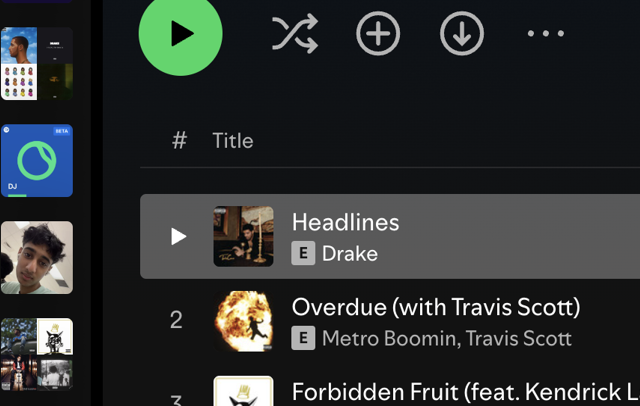 BETA
DJ
# Title
Headlines
E Drake
2
Overdue (with Travis Scott)
E Metro Boomin, Travis Scott
3
Forbidden Fruit (feat. Kendrick L